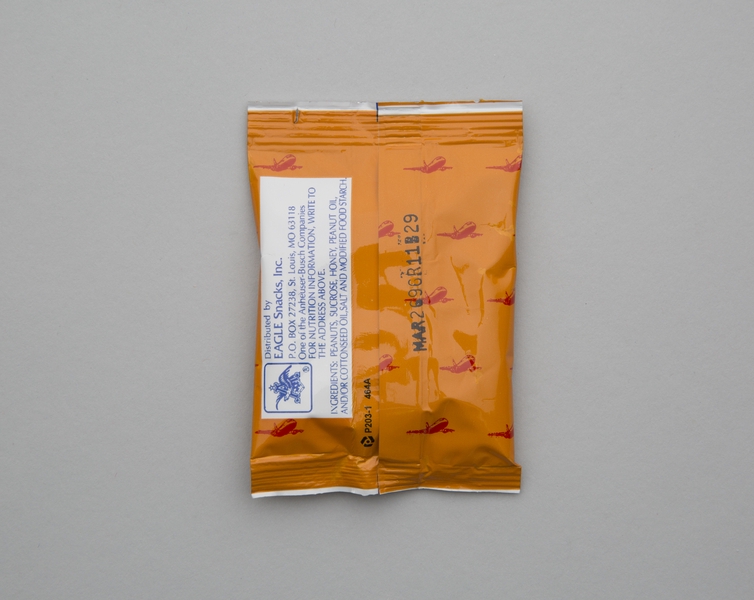 Distributed by
EAGLE Snacks, Inc.
P.O. BOX 27238, St. Louis, MO 63118
One of the Anheuser-Busch Companies
FOR NUTRITION INFORMATION, WRITE TO
THE ADDRESS ABOVE.
INGREDIENTS: PEANUTS, SUCROSE, HONEY, PEANUT OIL,
AND/OR COTTONSEED OIL, SALT AND MODIFIED FOOD STARCH.
®
P203-1 464A